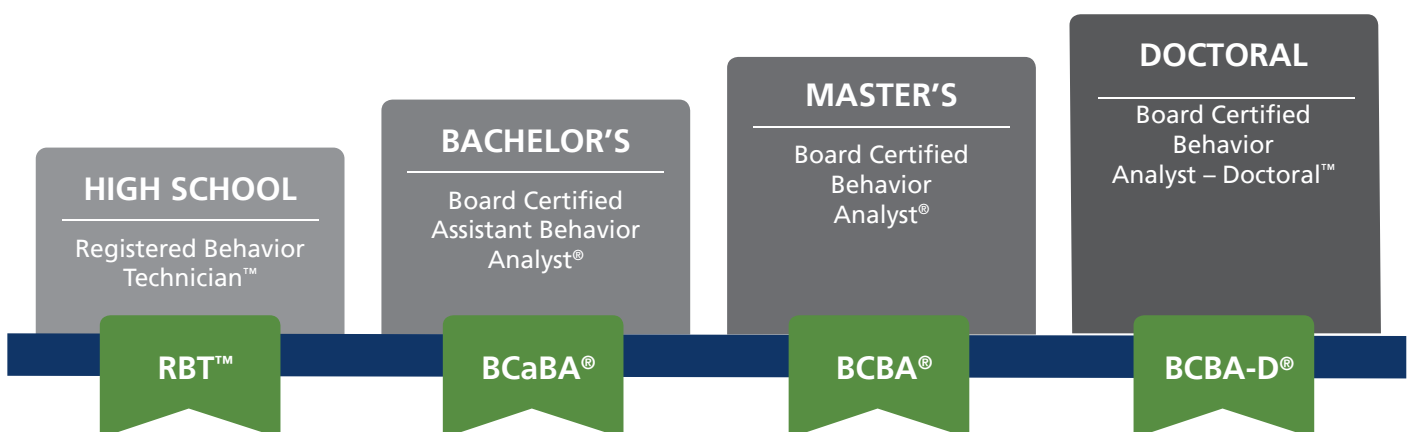 HIGH SCHOOL
Registered Behavior
Technician™
RBT™
BACHELOR'S
Board Certified
Assistant Behavior
Analyst®
BCaBA®
MASTER'S
Board Certified
Behavior
Analyst®
BCBA®
DOCTORAL
Board Certified
Behavior
Analyst – Doctoral™
BCBA-D®